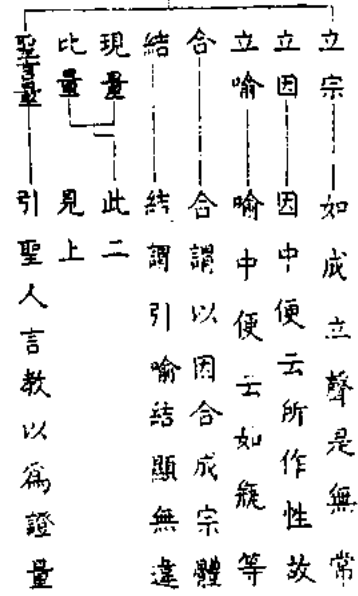 立宗 如成立聲是無常
立因 因中便云所作性故
立喻 喻中便云如瓶等
合 合謂以因合成宗體
結 結謂引喻結顯無違
現量 此二
比量 見上
聖言量 引聖人言教以為證量